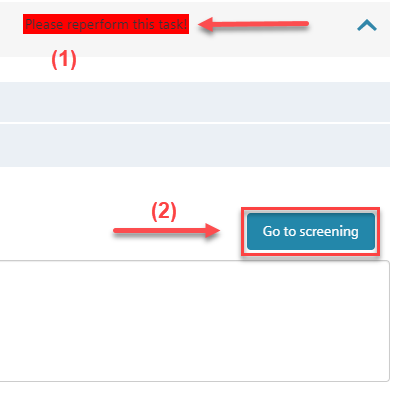 Please reperform this task!
(1)
(2)
Go to screening